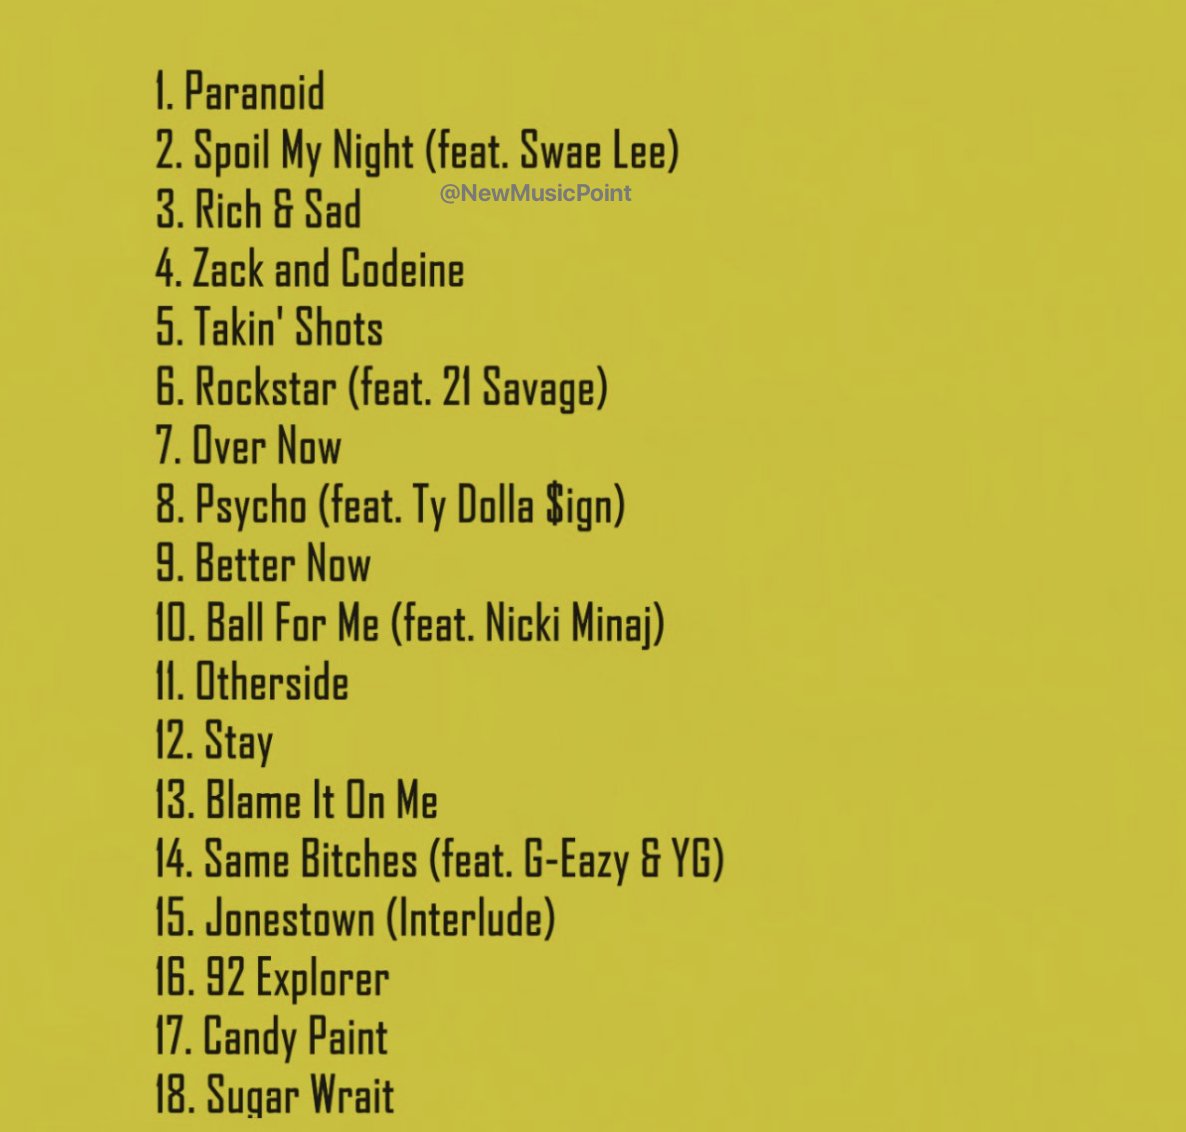 1. Paranoid
2. Spoil My Night (feat. Swae Lee)
@NewMusicPoint
3. Rich & Sad
4. Zack and Codeine
5. Takin' Shots
6. Rockstar (feat. 21 Savage)
7. Over Now
8. Psycho (feat. Ty Dolla $ign)
9. Better Now
10. Ball For Me (feat. Nicki Minaj)
11. Otherside
12. Stay
13. Blame It On Me
14. Same Bitches (feat. G-Eazy & YG)
15. Jonestown (Interlude)
16. 92 Explorer
17. Candy Paint
18. Sugar Wrait